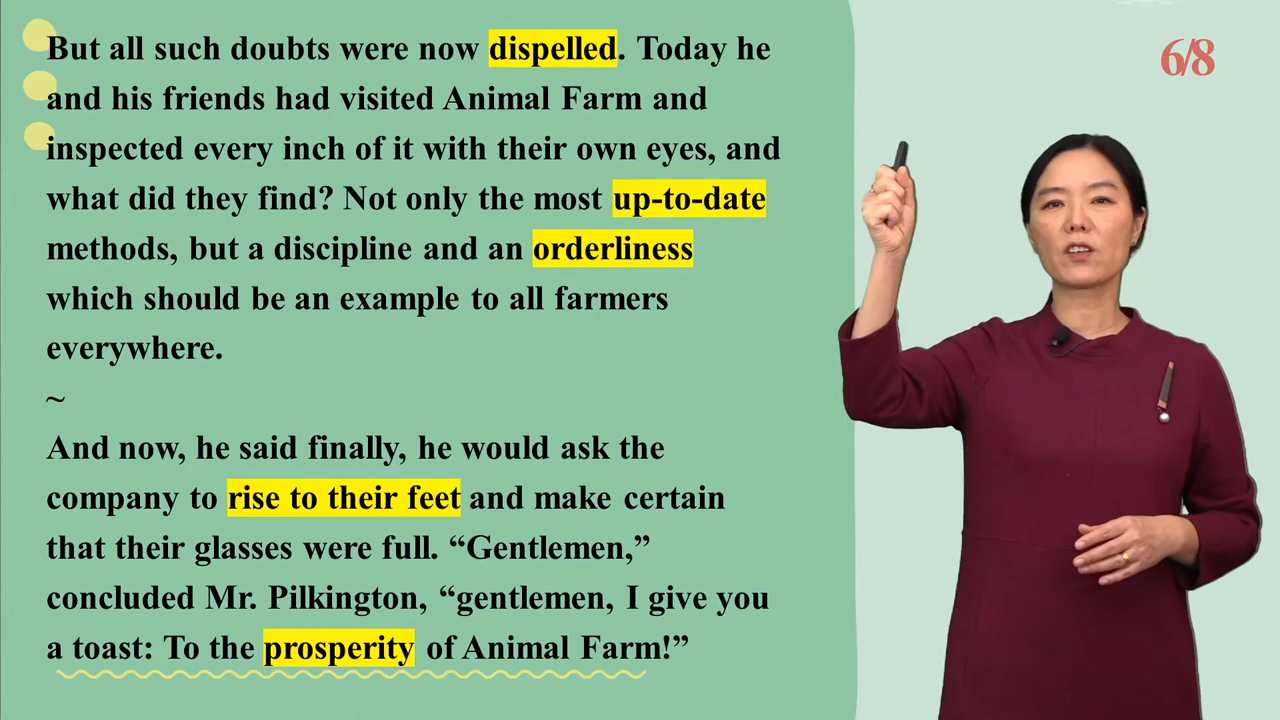 But all such doubts were now dispelled. Today he
and his friends had visited Animal Farm and
inspected every inch of it with their own eyes, and
what did they find? Not only the most up-to-date
methods, but a discipline and an orderliness
which should be an example to all farmers
everywhere.
~
And now, he said finally, he would ask the
company to rise to their feet and make certain
that their glasses were full. “Gentlemen,”
concluded Mr. Pilkington, “gentlemen, I give you
a toast: To the prosperity of Animal Farm!”
6/8